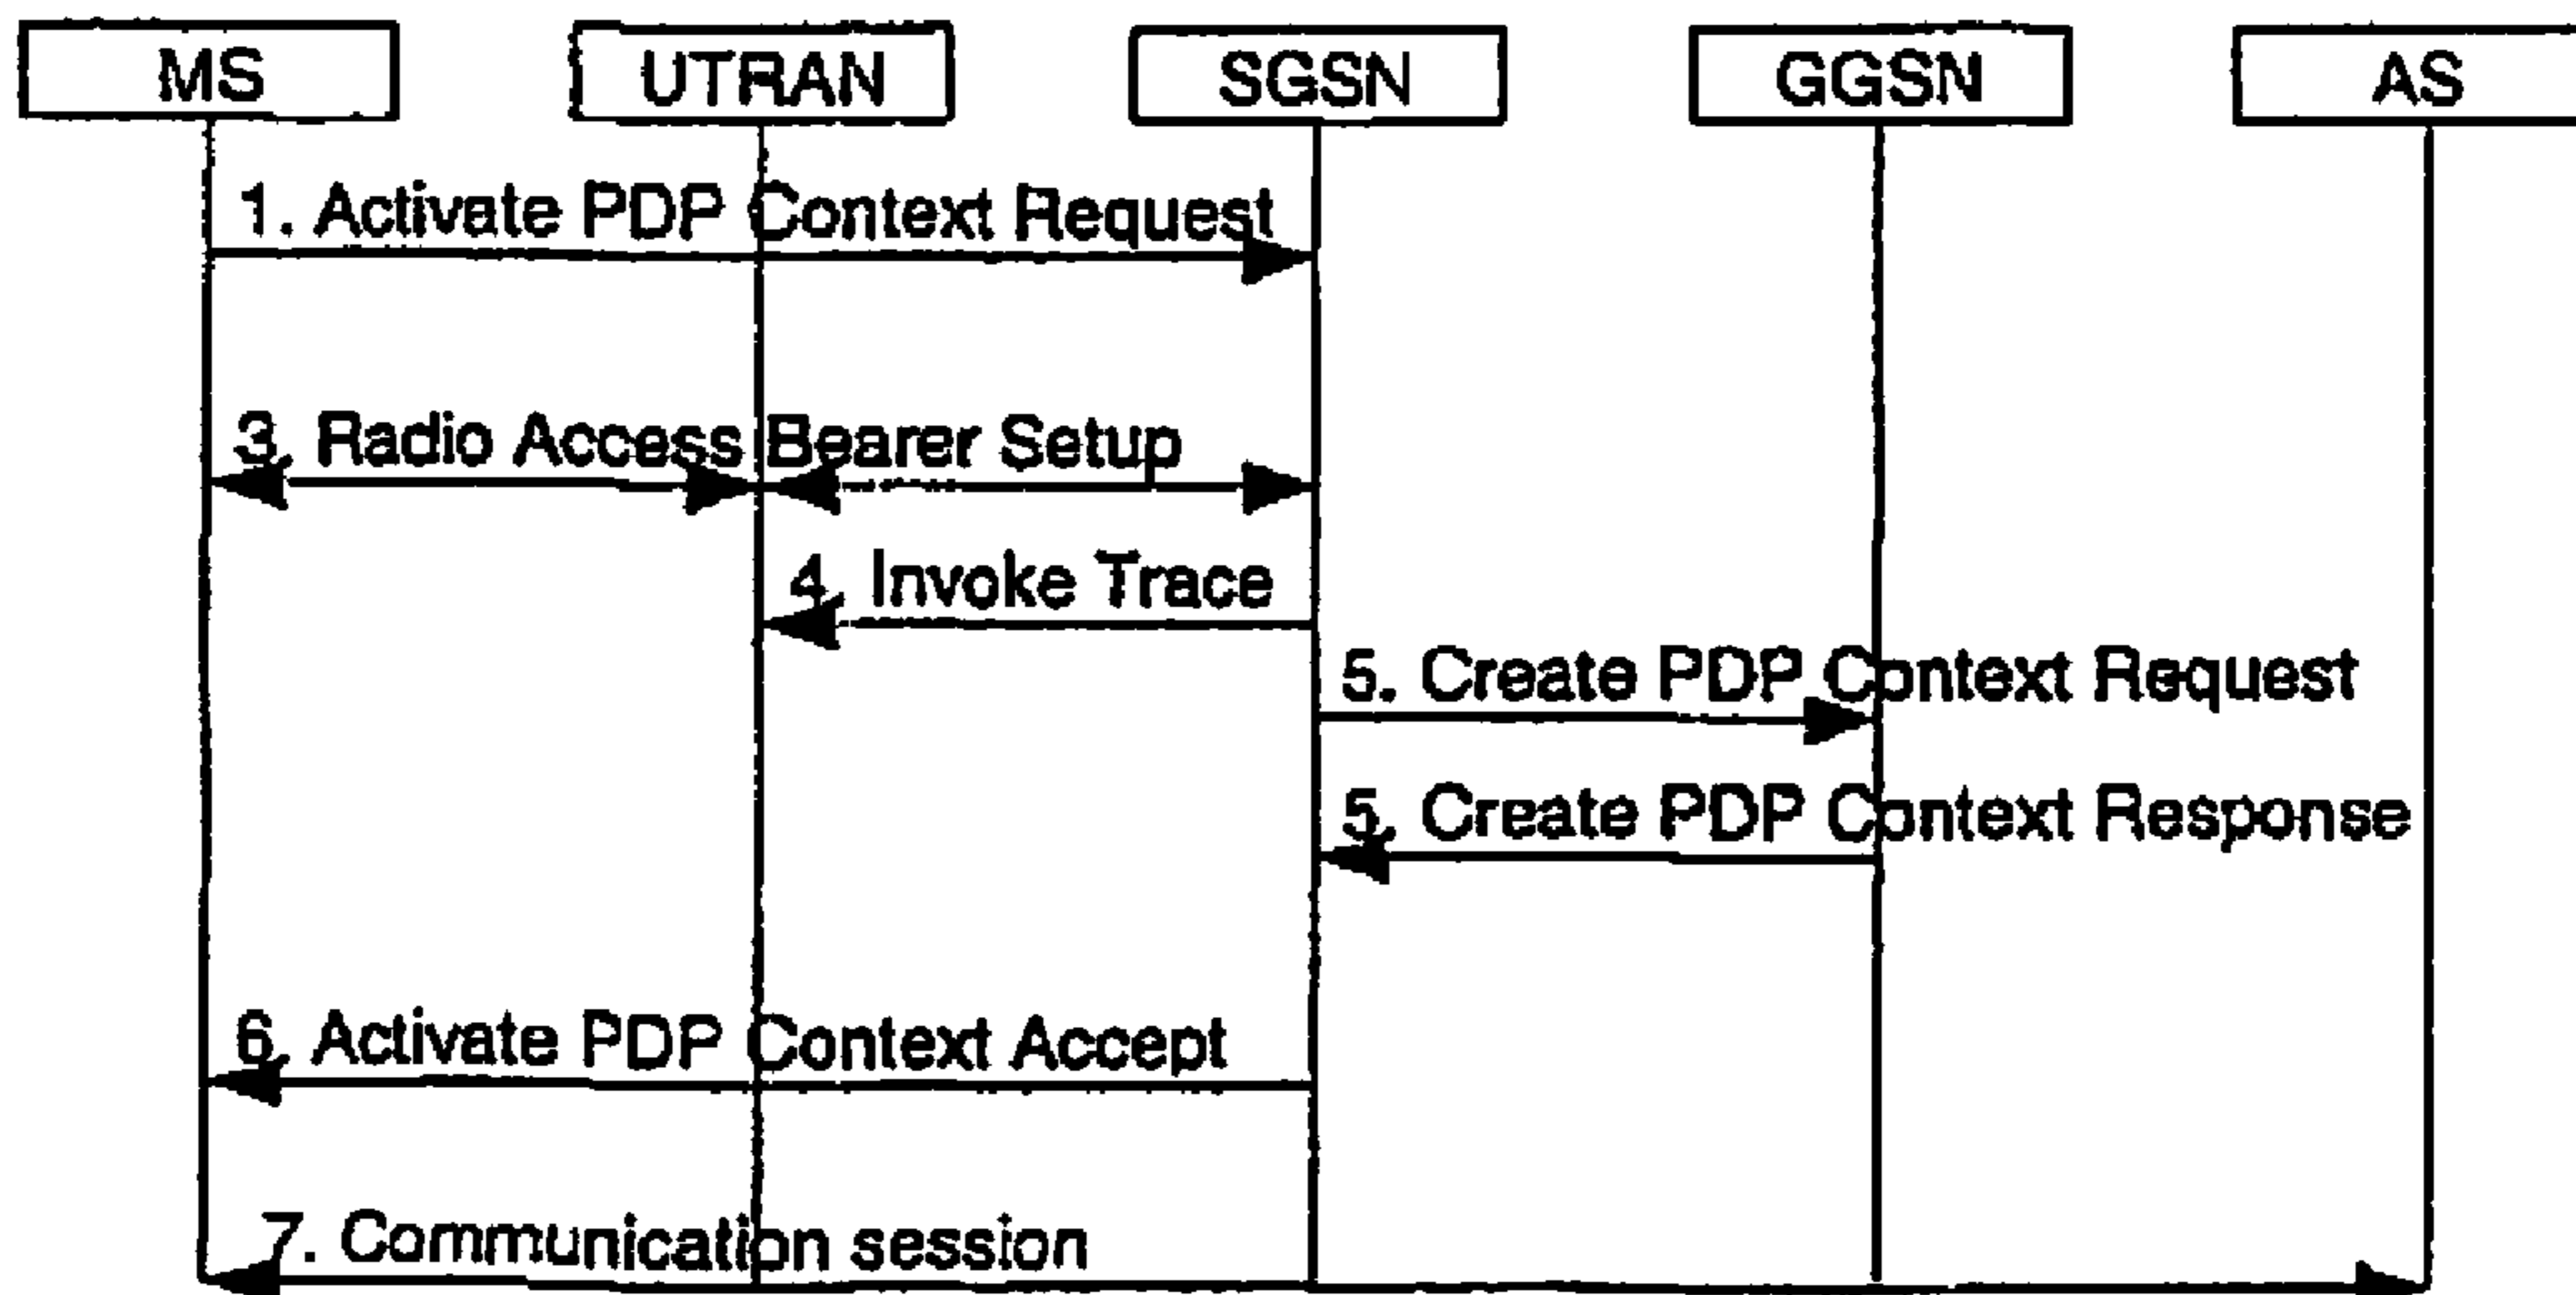 MS UTRAN SGSN GGSN AS
1. Activate PDP Context Request
3. Radio Access Bearer Setup
4. Invoke Trace
5. Create PDP Context Request
5. Create PDP Context Response
6. Activate PDP Context Accept
7. Communication session